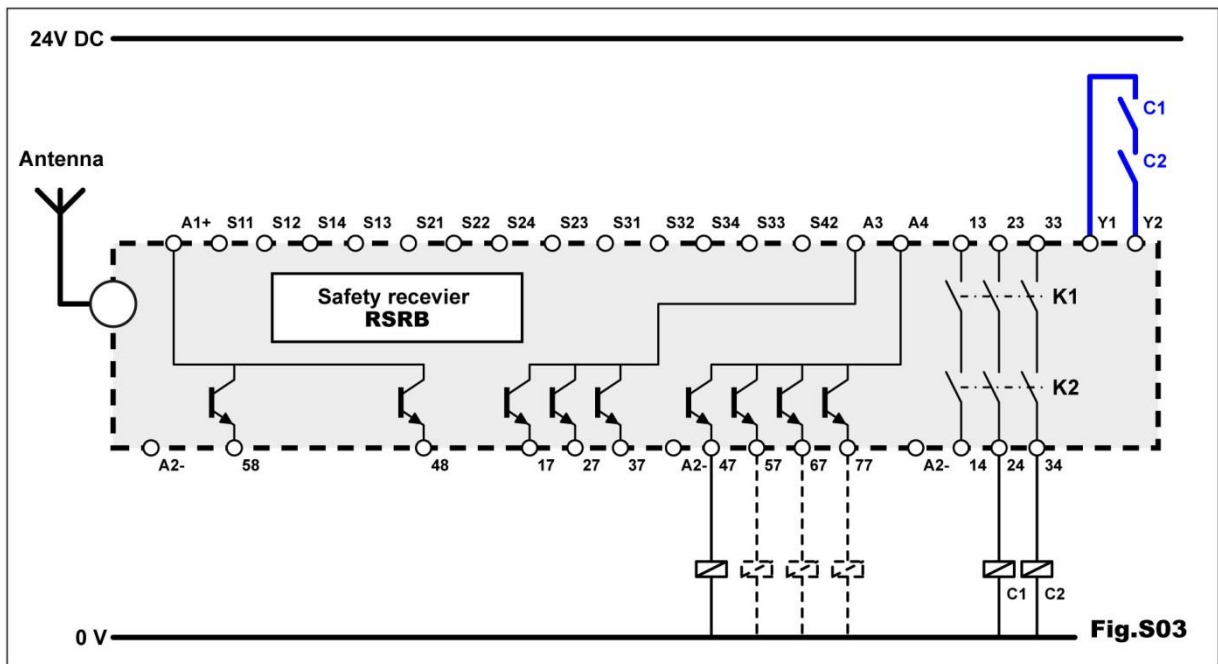 24V DC
C1
Antenna
C2
A1+ S11 S12 S14 S13 S21 S22 S24 S23 S31 S32 S34 S33 S42 A3 A4 13 23 33 Y1 Y2
Safety recevier
RSRB
K1
K2
A2- 58 48 17 27 37 A2- 47 57 67 77 A2- 14 24 34
C1 C2
0 V
Fig.S03